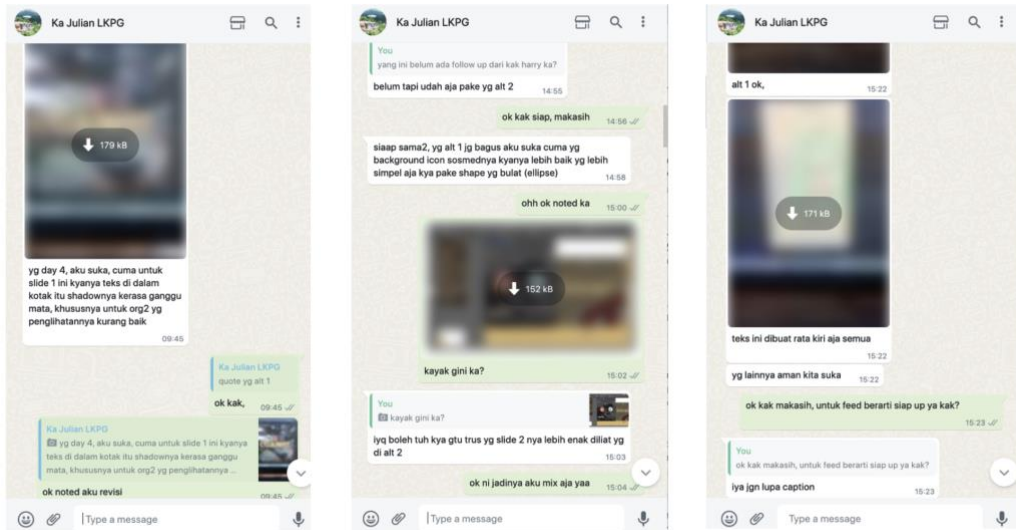 Ka Julian LKPG
179 kB
yg day 4, aku suka, cuma untuk
slide 1 ini kyanya teks di dalam
kotak itu shadownya kerasa ganggu
mata, khususnya untuk org2 yg
penglihatannya kurang baik
09:45
Ka Julian LKPG
quote yg alt 1
ok kak,
09:45
Ka Julian LKPG
yg day 4, aku suka, cuma untuk slide 1 ini kyanya
teks di dalam kotak itu shadownya kerasa ganggu
mata, khususnya untuk org2 yg penglihatannya ...
ok noted aku revisi
09:45
Type a message
Ka Julian LKPG
You
yang ini belum ada follow up dari kak harry ka?
belum tapi udah aja pake yg alt 2
14:55
ok kak siap, makasih
14:56
siaap sama2, yg alt 1 jg bagus aku suka cuma yg
background icon sosmednya kyanya lebih baik yg lebih
simpel aja kya pake shape yg bulat (ellipse)
14:58
ohh ok noted ka
15:00
152 kB
kayak gini ka?
15:02
You
kayak gini ka?
iyq boleh tuh kya gtu trus yg slide 2 nya lebih enak diliat yg
di alt 2
15:03
ok ni jadinya aku mix aja yaa
15:04
Type a message
Ka Julian LKPG
alt 1 ok,
15:22
171 kB
teks ini dibuat rata kiri aja semua
15:22
yg lainnya aman kita suka
15:22
ok kak makasih, untuk feed berarti siap up ya kak?
15:23
You
ok kak makasih, untuk feed berarti siap up ya kak?
iya jgn lupa caption
15:23
Type a message